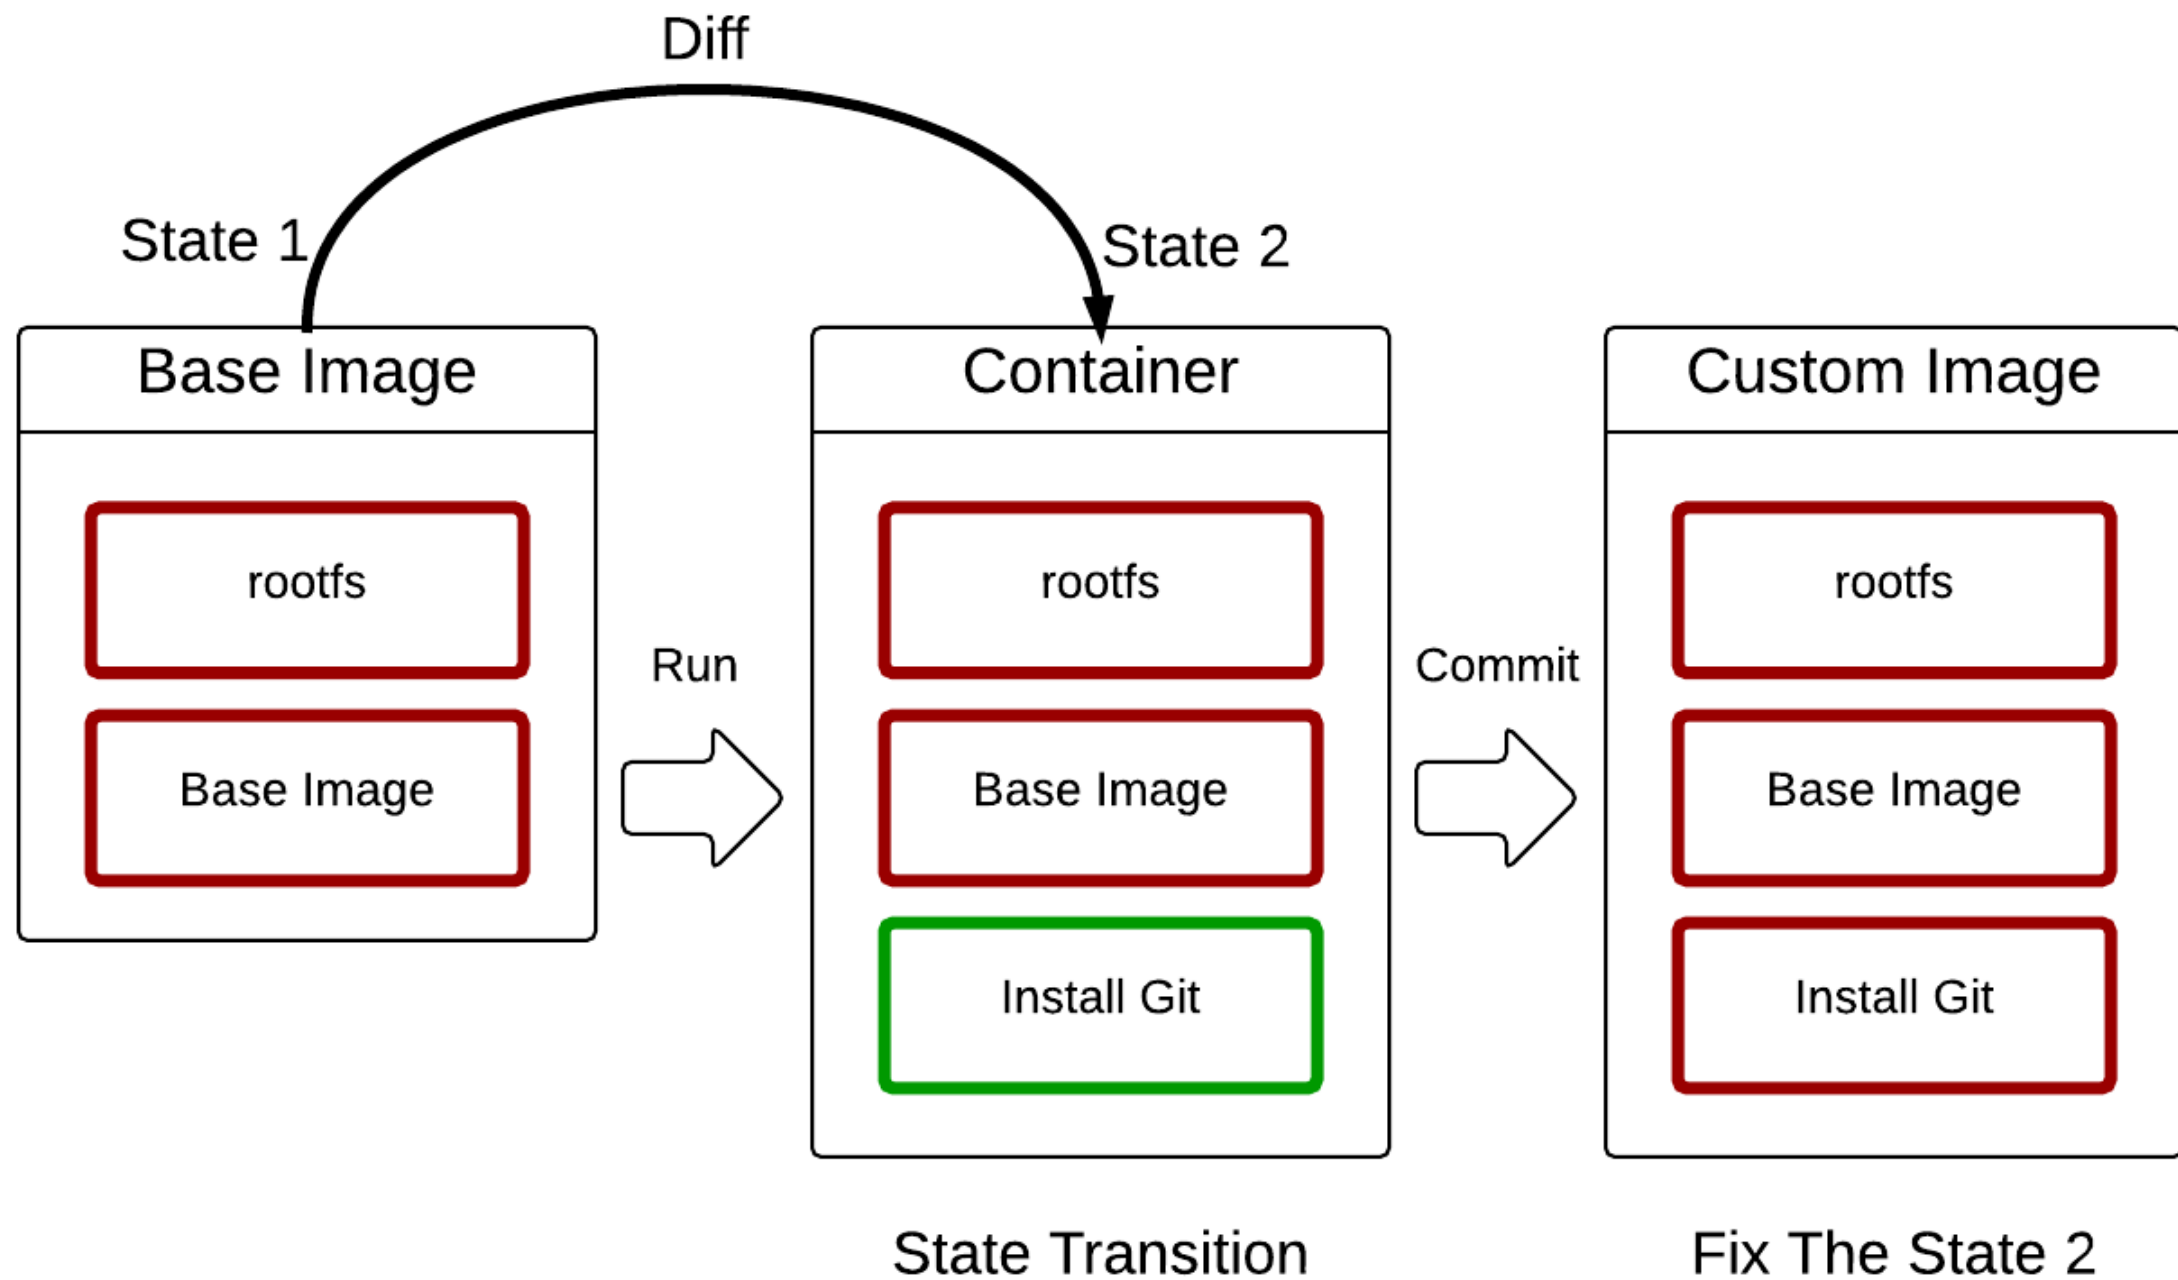 Diff
State 1
State 2
Base Image
Container
Custom Image
rootfs
rootfs
rootfs
Run
Commit
Base Image
Base Image
Base Image
Install Git
Install Git
State Transition
Fix The State 2